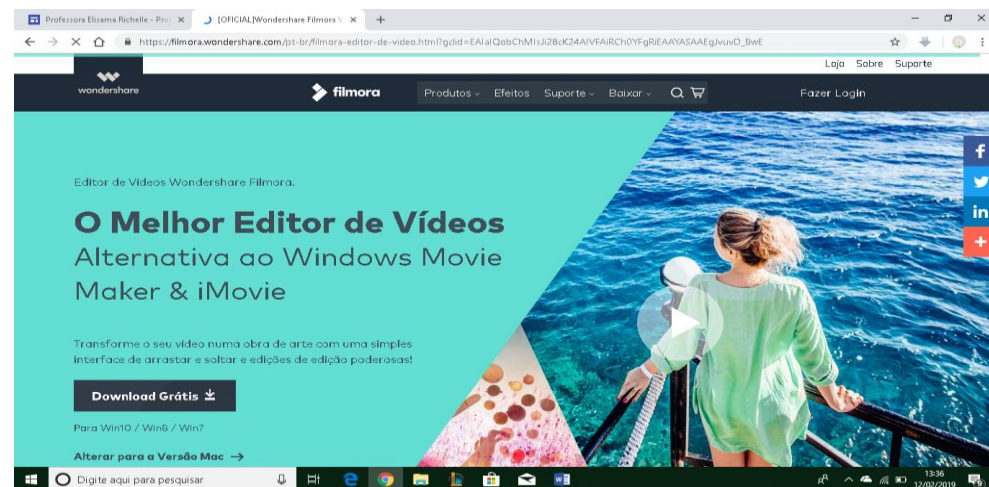 Professora Elisama Richelle - Proj
[OFICIAL]Wondershare Filmora V
https://filmora.wondershare.com/pt-br/filmora-editor-de-video.html?gclid=
Loja Sobre Suporte
wondershare
filmora Produtos Efeitos Suporte Baixar Fazer Login
Editor de Vídeos Wondershare Filmora.
O Melhor Editor de Vídeos
Alternativa ao Windows Movie
Maker & iMovie
Transforme o seu vídeo numa obra de arte com uma simples
interface de arrastar e soltar e edições de edição poderosas!
Download Grátis
Para Win10 / Win8 / Win7
Alterar para a Versão Mac →
Digite aqui para pesquisar
13:36
12/02/2019